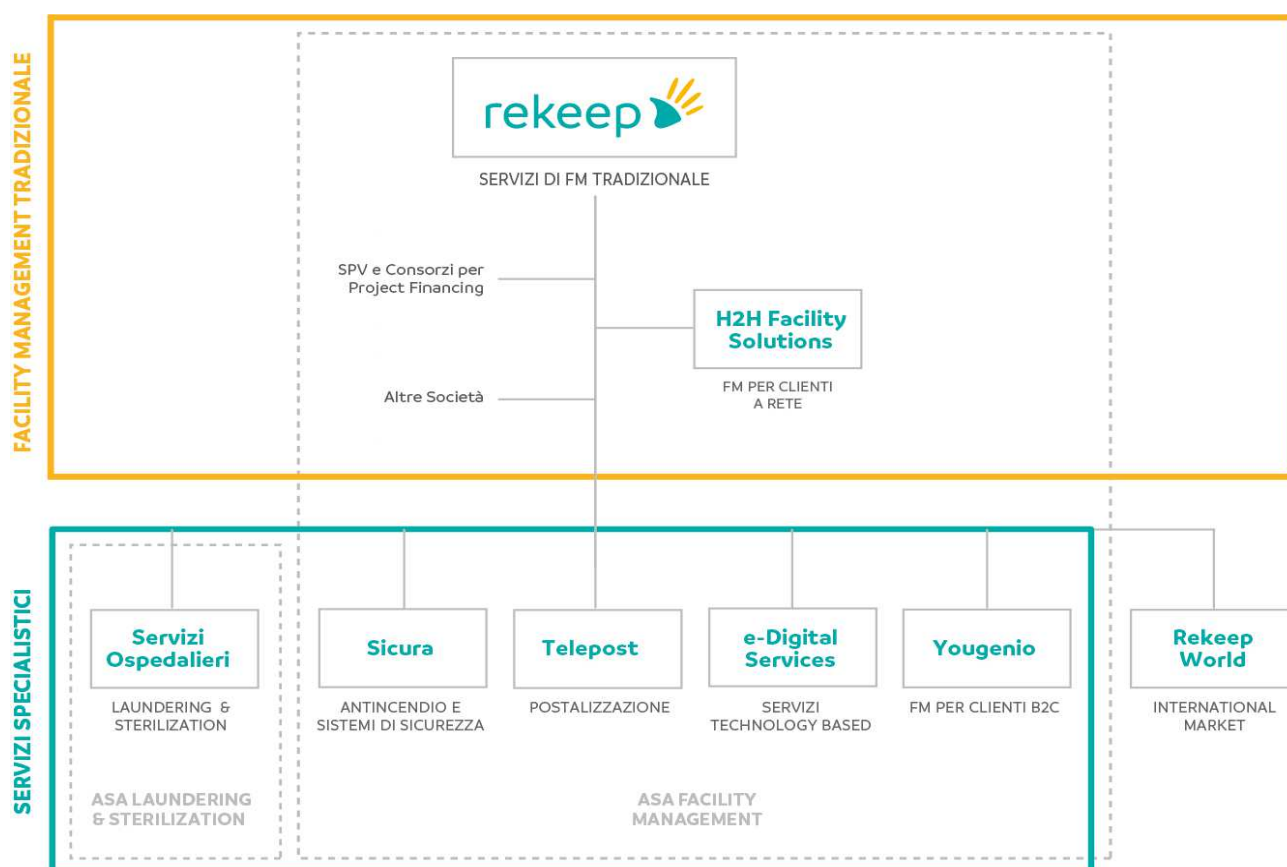 FACILITY MANAGEMENT TRADIZIONALE
rekeep
SERVIZI DI FM TRADIZIONALE
SPV e Consorzi per
Project Financing
H2H Facility
Solutions
FM PER CLIENTI
A RETE
Altre Società
SERVIZI SPECIALISTICI
Servizi
Ospedalieri
LAUNDERING &
STERILIZATION
Sicura
ANTINCENDIO E
SISTEMI DI SICUREZZA
Telepost
POSTALIZZAZIONE
e-Digital
Services
SERVIZI
TECHNOLOGY BASED
Yougenio
FM PER CLIENTI B2C
Rekeep
World
INTERNATIONAL
MARKET
ASA LAUNDERING
& STERILIZATION
ASA FACILITY
MANAGEMENT